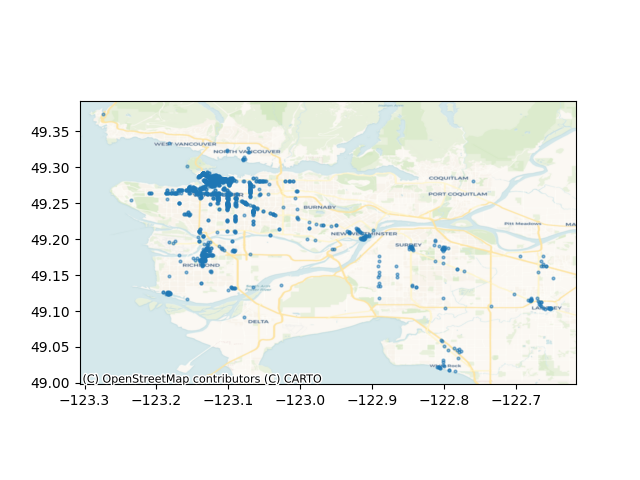 49.35
49.30
49.25
49.20
49.15
49.10
49.05
49.00
WEST VANCOUVER
NORTH VANCOUVER
COQUITLAM
PORT COQUITLAM
BURNABY
Pitt Meadows
MA
NEW WESTMINSTER
SURREY
RICHMOND
LANGLEY
DELTA
White Rock
(C) OpenStreetMap contributors (C) CARTO
−123.3 −123.2 −123.1 −123.0 −122.9 −122.8 −122.7